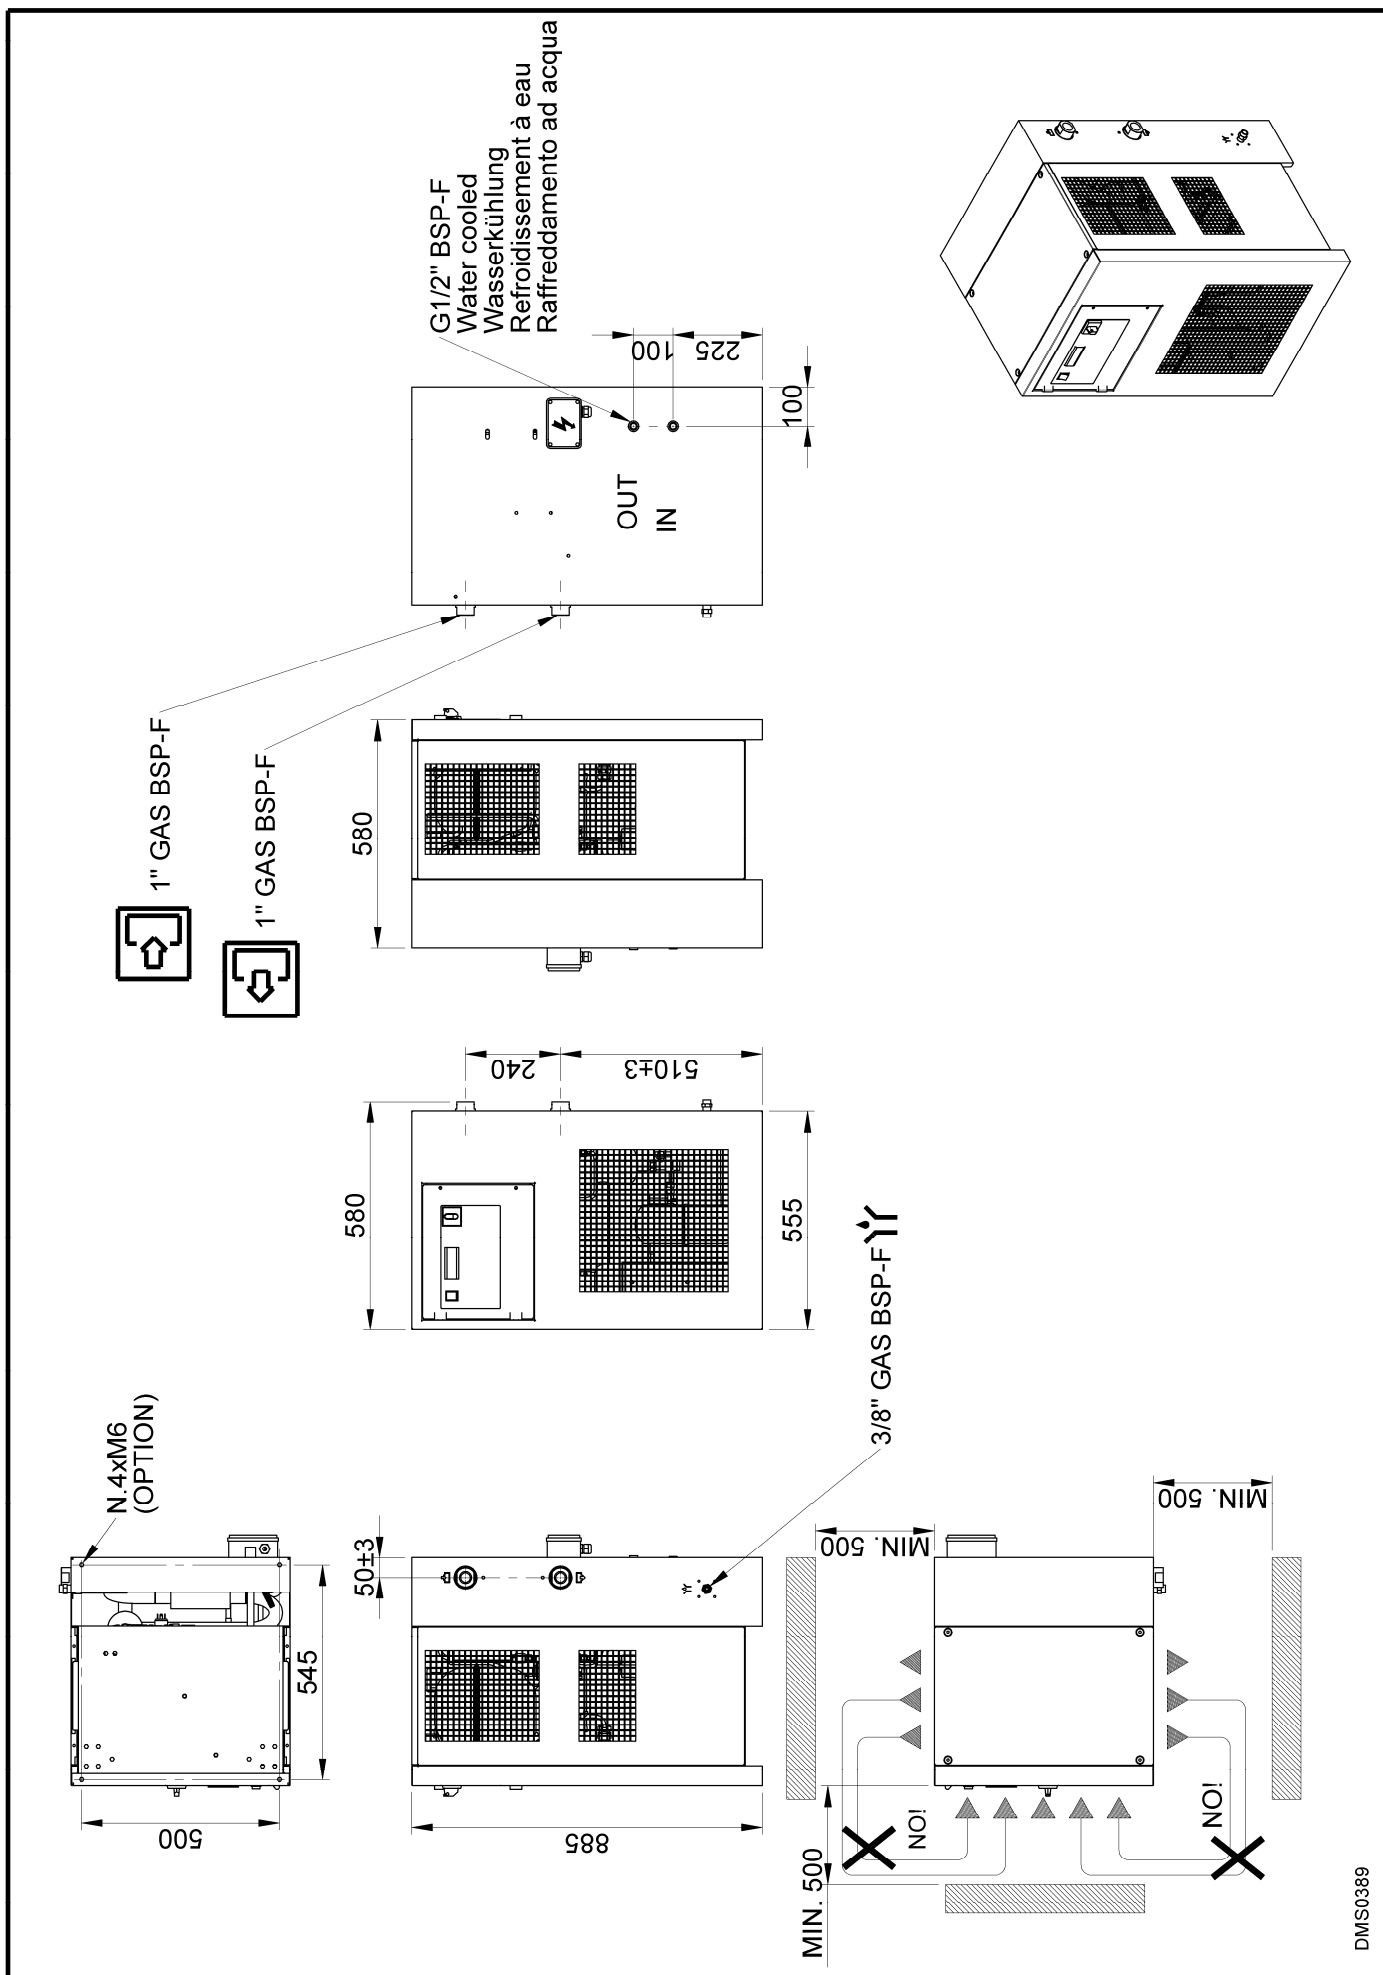 G1/2" BSP-F
Water cooled
Wasserkühlung
Refroidissement à eau
Raffreddamento ad acqua
100
225
100
OUT
IN
1" GAS BSP-F
1" GAS BSP-F
580
580
240
510±3
555
3/8" GAS BSP-F
N.4xM6
(OPTION)
545
500
50±3
885
MIN. 500
MIN. 500
MIN. 500
NO!
NO!
DMS0389